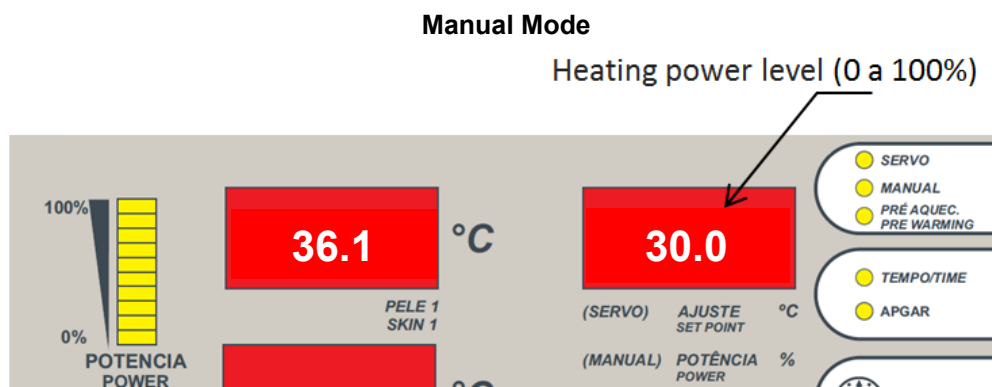 Manual Mode
Heating power level (0 a 100%)
SERVO
MANUAL
PRÉ AQUEC.
PRE WARMING
100%
36.1 °C
30.0
TEMPO/TIME
APGAR
PELE 1
SKIN 1
(SERVO) AJUSTE °C
SET POINT
0%
POTENCIA
POWER
(MANUAL) POTÊNCIA %
POWER
°C